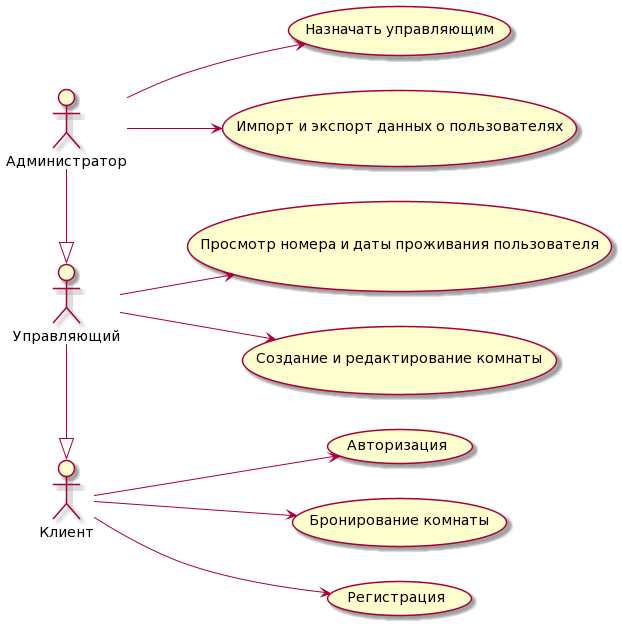 Назначать управляющим
Импорт и экспорт данных о пользователях
Администратор
Просмотр номера и даты проживания пользователя
Управляющий
Создание и редактирование комнаты
Авторизация
Бронирование комнаты
Клиент
Регистрация